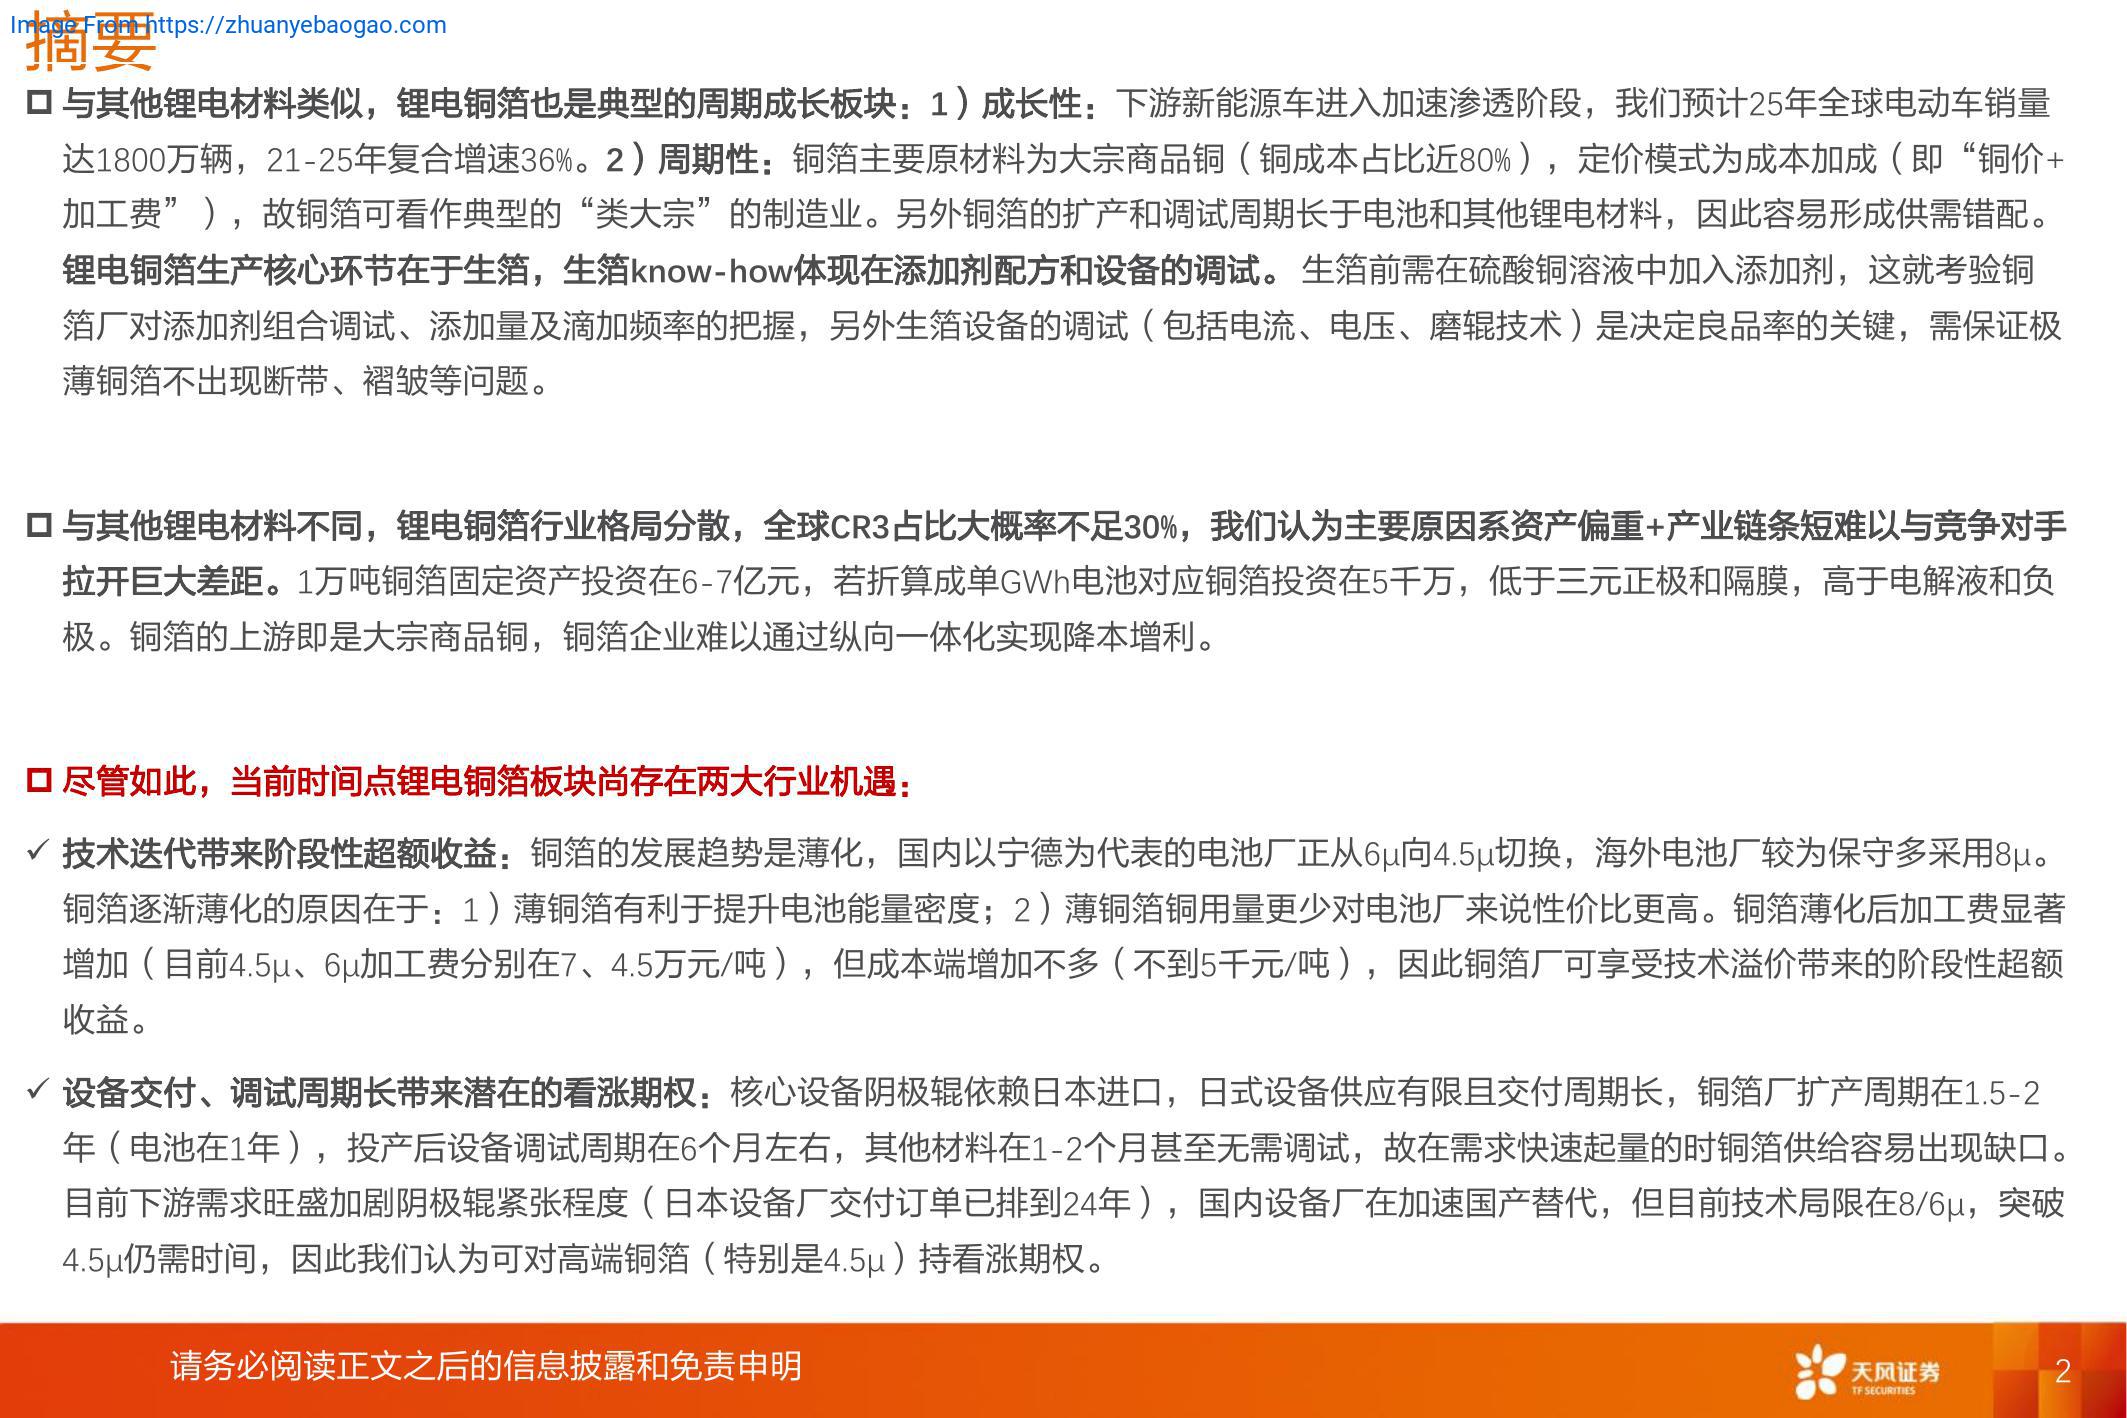 Image From https://zhuanyebaogao.com
摘要
与其他锂电材料类似，锂电铜箔也是典型的周期成长板块：1）成长性：下游新能源车进入加速渗透阶段，我们预计25年全球电动车销量
达1800万辆，21-25年复合增速36%。2）周期性：铜箔主要原材料为大宗商品铜（铜成本占比近80%），定价模式为成本加成（即“铜价+
加工费”），故铜箔可看作典型的“类大宗”的制造业。另外铜箔的扩产和调试周期长于电池和其他锂电材料，因此容易形成供需错配。
锂电铜箔生产核心环节在于生箔，生箔know-how体现在添加剂配方和设备的调试。 生箔前需在硫酸铜溶液中加入添加剂，这就考验铜
箔厂对添加剂组合调试、添加量及滴加频率的把握，另外生箔设备的调试（包括电流、电压、磨辊技术）是决定良品率的关键，需保证极
薄铜箔不出现断带、褶皱等问题。
与其他锂电材料不同，锂电铜箔行业格局分散，全球CR3占比大概率不足30%，我们认为主要原因系资产偏重+产业链条短难以与竞争对手
拉开巨大差距。1万吨铜箔固定资产投资在6-7亿元，若折算成单GWh电池对应铜箔投资在5千万，低于三元正极和隔膜，高于电解液和负
极。铜箔的上游即是大宗商品铜，铜箔企业难以通过纵向一体化实现降本增利。
尽管如此，当前时间点锂电铜箔板块尚存在两大行业机遇：
✓ 技术迭代带来阶段性超额收益：铜箔的发展趋势是薄化，国内以宁德为代表的电池厂正从6μ向4.5μ切换，海外电池厂较为保守多采用8μ。
铜箔逐渐薄化的原因在于：1）薄铜箔有利于提升电池能量密度；2）薄铜箔铜用量更少对电池厂来说性价比更高。铜箔薄化后加工费显著
增加（目前4.5μ、6μ加工费分别在7、4.5万元/吨），但成本端增加不多（不到5千元/吨），因此铜箔厂可享受技术溢价带来的阶段性超额
收益。
✓ 设备交付、调试周期长带来潜在的看涨期权：核心设备阴极辊依赖日本进口，日式设备供应有限且交付周期长，铜箔厂扩产周期在1.5-2
年（电池在1年），投产后设备调试周期在6个月左右，其他材料在1-2个月甚至无需调试，故在需求快速起量的时铜箔供给容易出现缺口。
目前下游需求旺盛加剧阴极辊紧张程度（日本设备厂交付订单已排到24年），国内设备厂在加速国产替代，但目前技术局限在8/6μ，突破
4.5μ仍需时间，因此我们认为可对高端铜箔（特别是4.5μ）持看涨期权。
请务必阅读正文之后的信息披露和免责申明
天风证券
TF SECURITIES
2